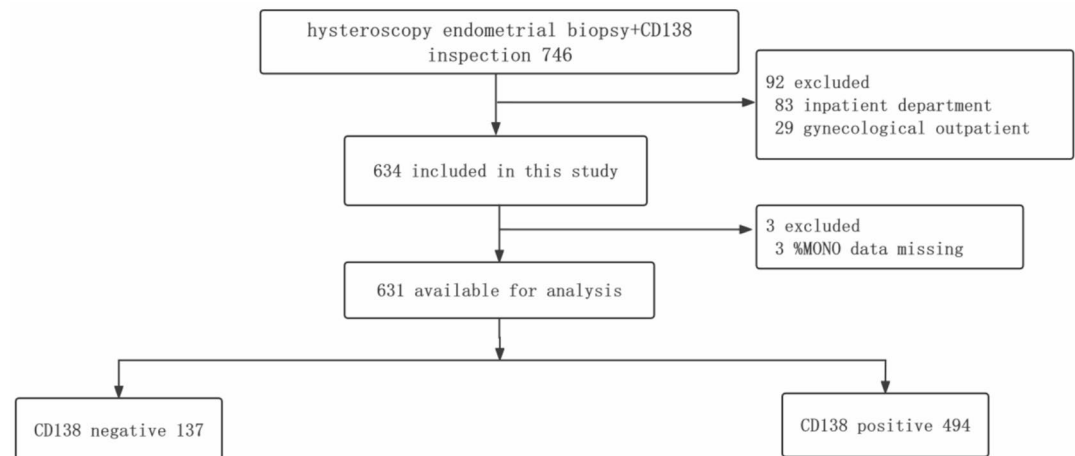 hysteroscopy endometrial biopsy+CD138
inspection 746
92 excluded
83 inpatient department
29 gynecological outpatient
634 included in this study
3 excluded
3 %MONO data missing
631 available for analysis
CD138 negative 137
CD138 positive 494